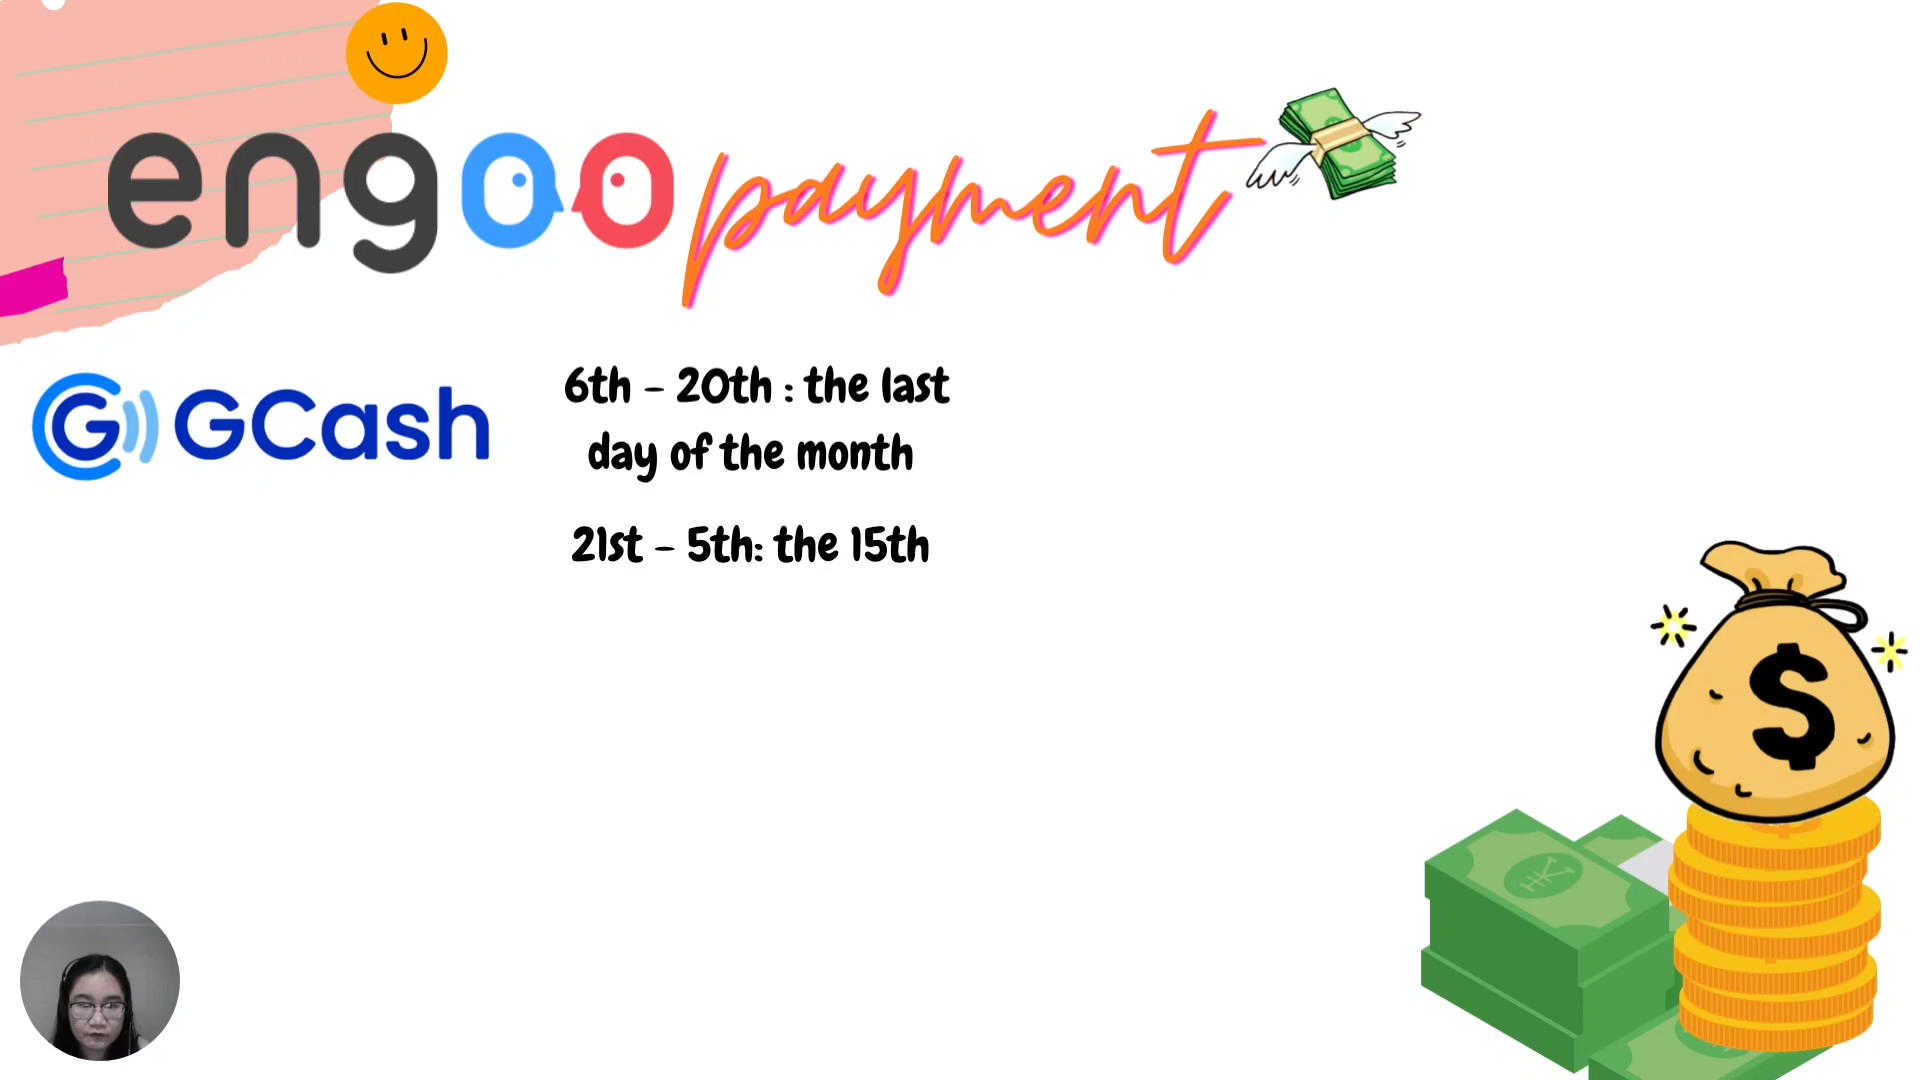 engoo payment
GCash
6th - 20th : the last
day of the month
21st - 5th: the 15th
$